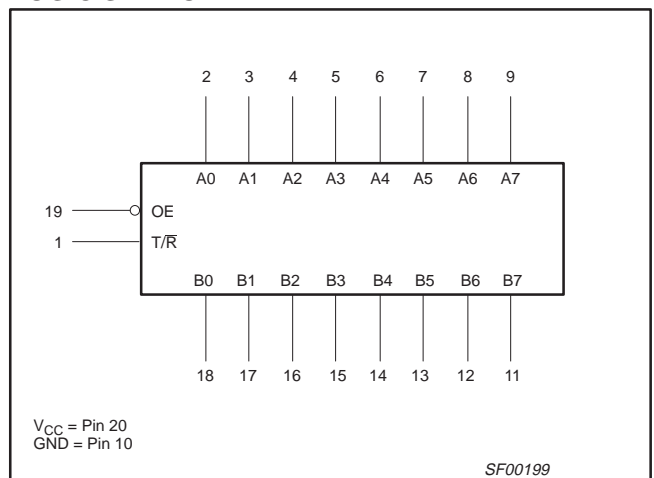 2 3 4 5 6 7 8 9
A0 A1 A2 A3 A4 A5 A6 A7
19 OE
1 T/R̅
B0 B1 B2 B3 B4 B5 B6 B7
18 17 16 15 14 13 12 11
VCC = Pin 20
GND = Pin 10
SF00199